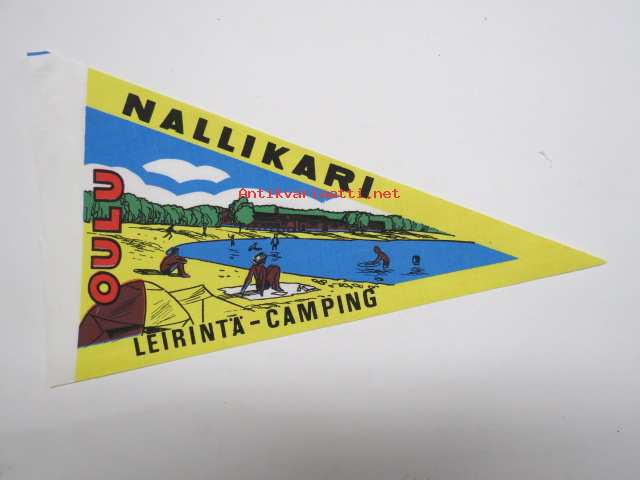 NALLIKARI
Antikvariaatti.net
OULU
LEIRINTÄ-CAMPING